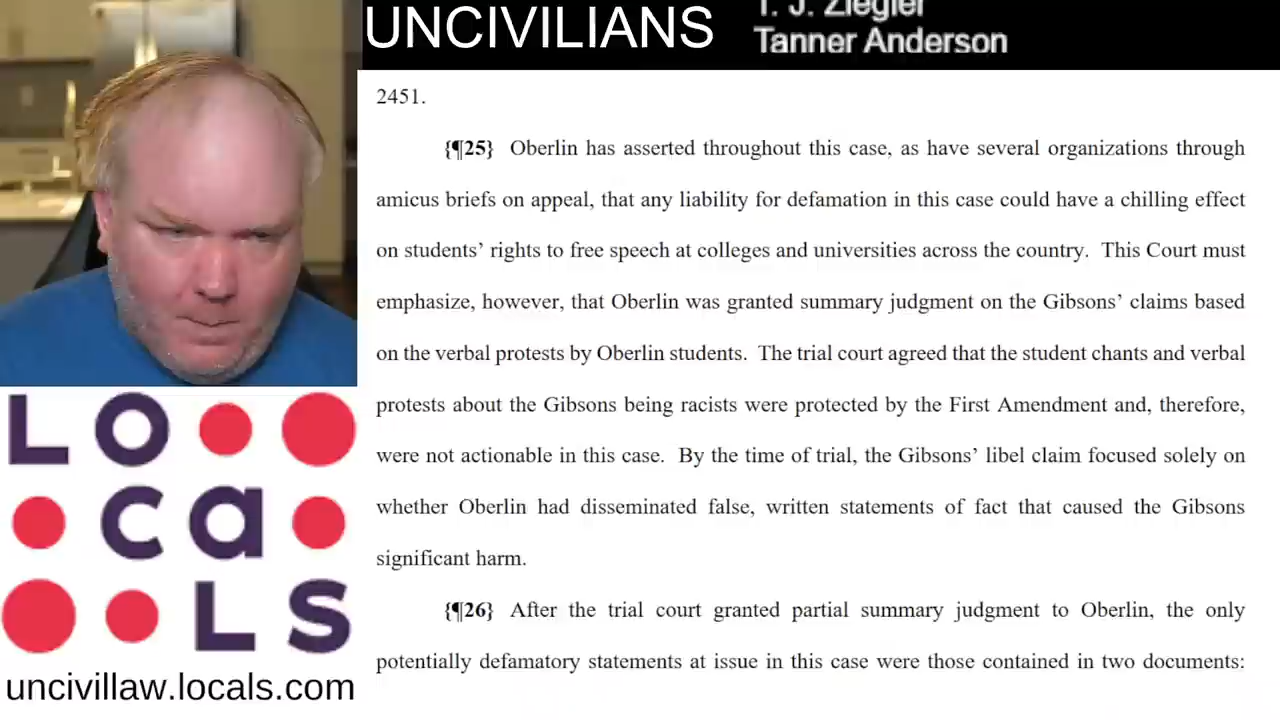 UNCIVILIANS
T. J. Ziegler
Tanner Anderson
2451.
{¶25} Oberlin has asserted throughout this case, as have several organizations through
amicus briefs on appeal, that any liability for defamation in this case could have a chilling effect
on students’ rights to free speech at colleges and universities across the country. This Court must
emphasize, however, that Oberlin was granted summary judgment on the Gibsons’ claims based
on the verbal protests by Oberlin students. The trial court agreed that the student chants and verbal
protests about the Gibsons being racists were protected by the First Amendment and, therefore,
were not actionable in this case. By the time of trial, the Gibsons’ libel claim focused solely on
whether Oberlin had disseminated false, written statements of fact that caused the Gibsons
significant harm.
{¶26} After the trial court granted partial summary judgment to Oberlin, the only
potentially defamatory statements at issue in this case were those contained in two documents:
LO
ca
LS
uncivillaw.locals.com